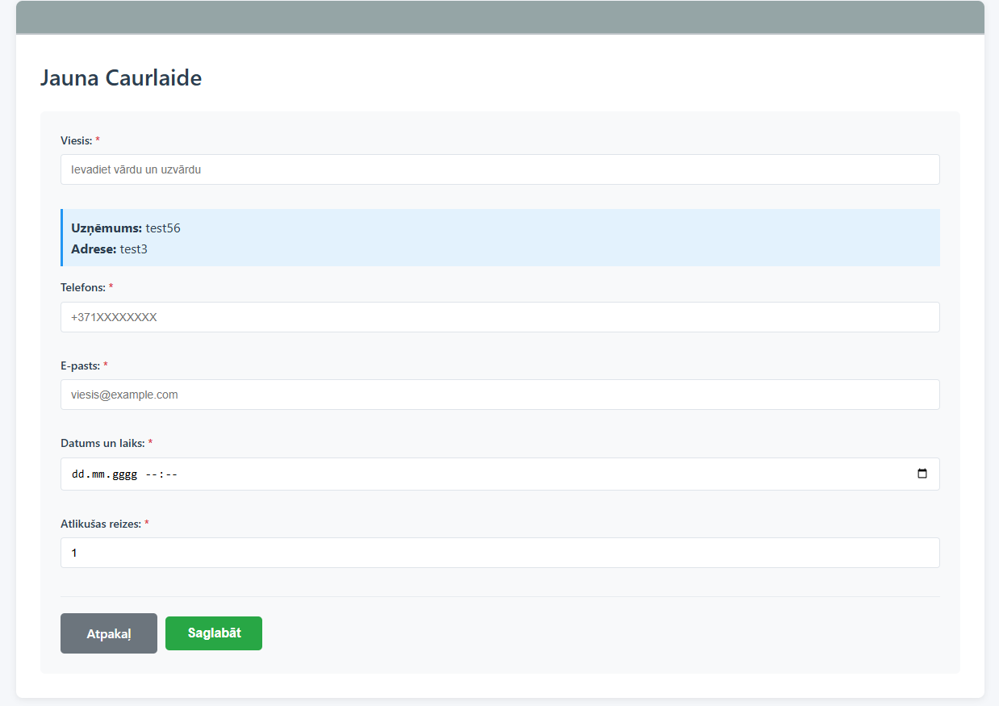 Jauna Caurlaide
Viesis: *
Ievadiet vārdu un uzvārdu
Uzņēmums: test56
Adrese: test3
Telefons: *
+371XXXXXXXX
E-pasts: *
viesis@example.com
Datums un laiks: *
dd.mm.gggg --:--
Atlikušas reizes: *
1
Atpakaļ
Saglabāt